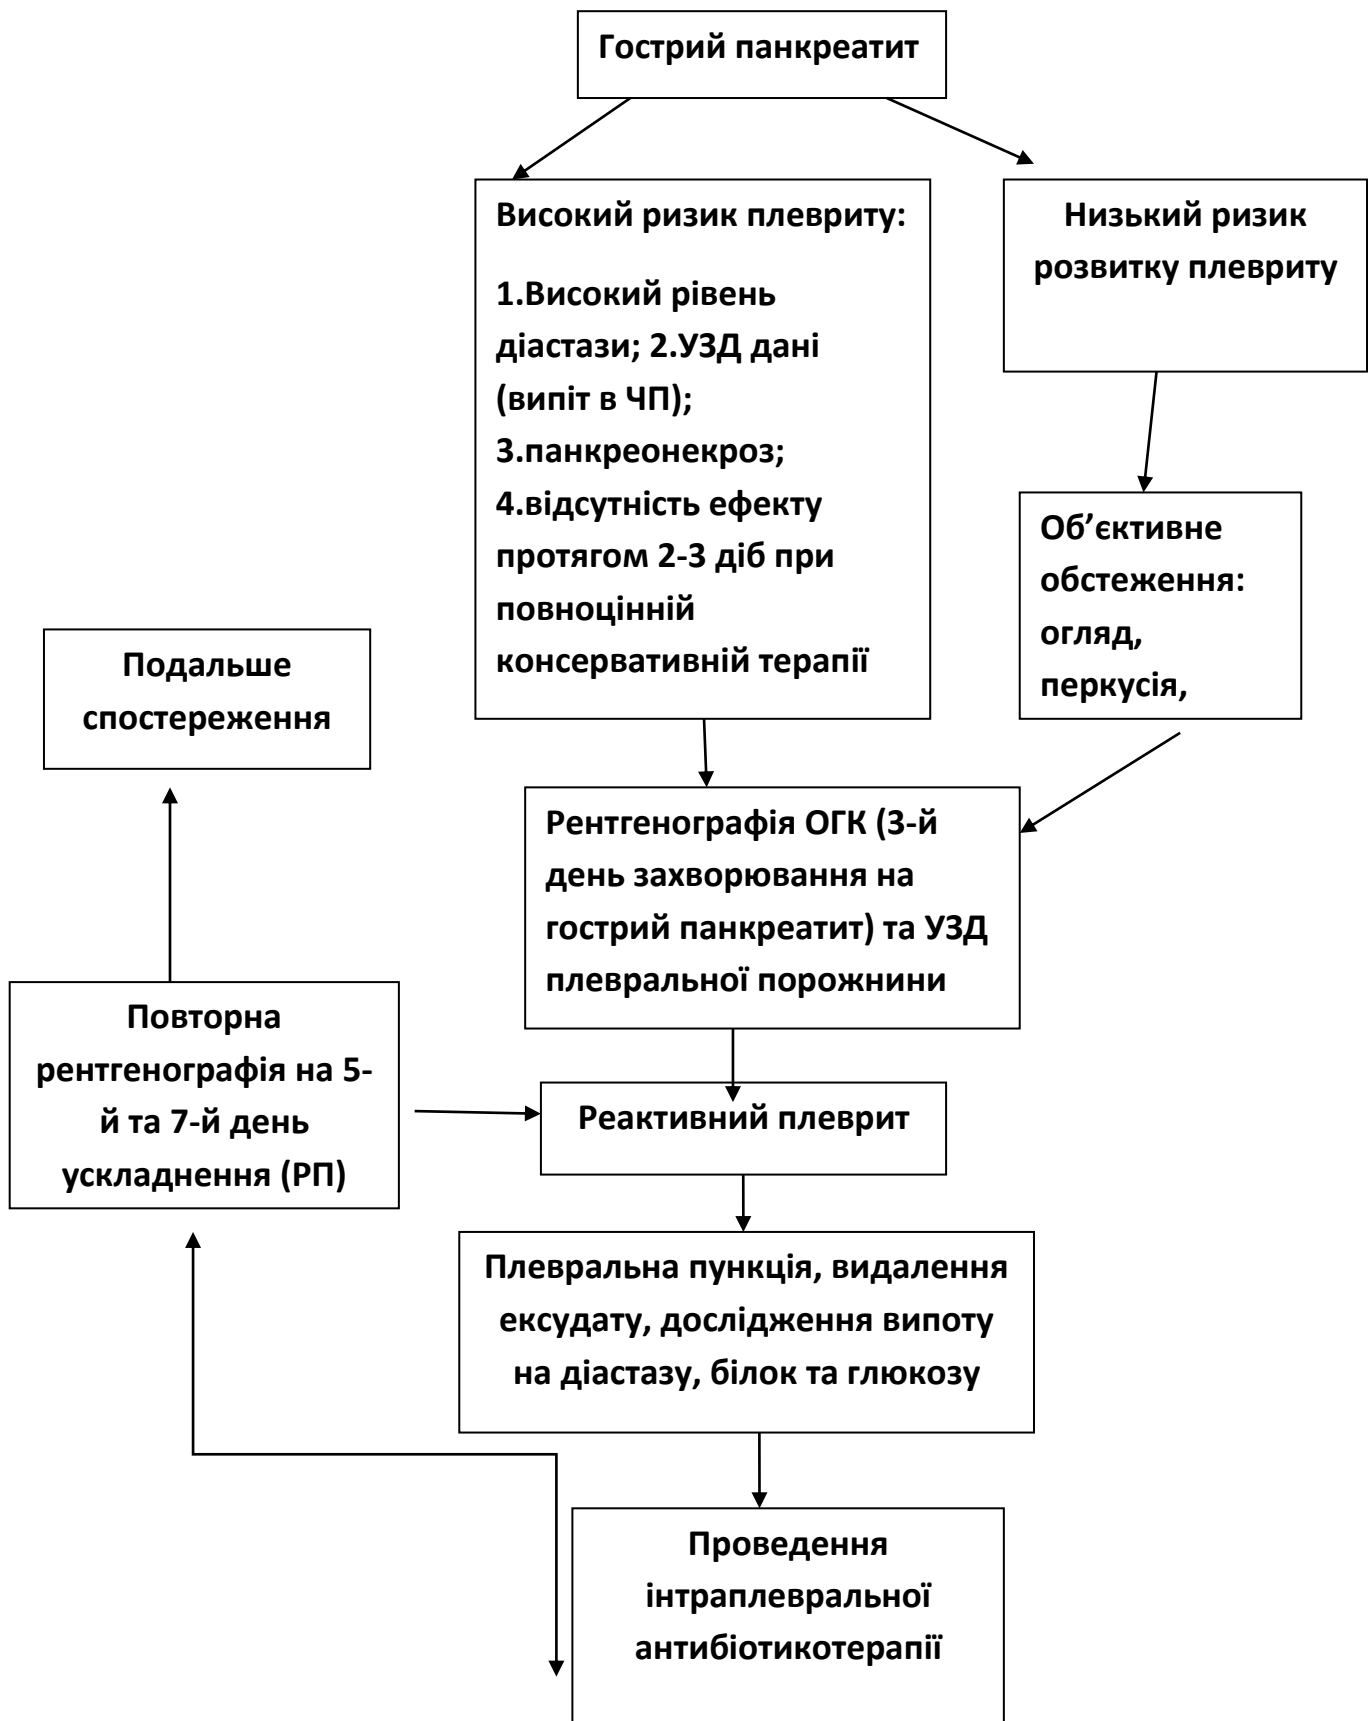 Гострий панкреатит
Високий ризик плевриту:
1.Високий рівень
діастази; 2.УЗД дані
(випіт в ЧП);
3.панкреонекроз;
4.відсутність ефекту
протягом 2-3 діб при
повноцінній
консервативній терапії
Низький ризик
розвитку плевриту
Об’єктивне
обстеження:
огляд,
перкусія,
Подальше
спостереження
Рентгенографія ОГК (3-й
день захворювання на
гострий панкреатит) та УЗД
плевральної порожнини
Повторна
рентгенографія на 5-
й та 7-й день
ускладнення (РП)
Реактивний плеврит
Плевральна пункція, видалення
ексудату, дослідження випоту
на діастазу, білок та глюкозу
Проведення
інтраплевральної
антибіотикотерапії